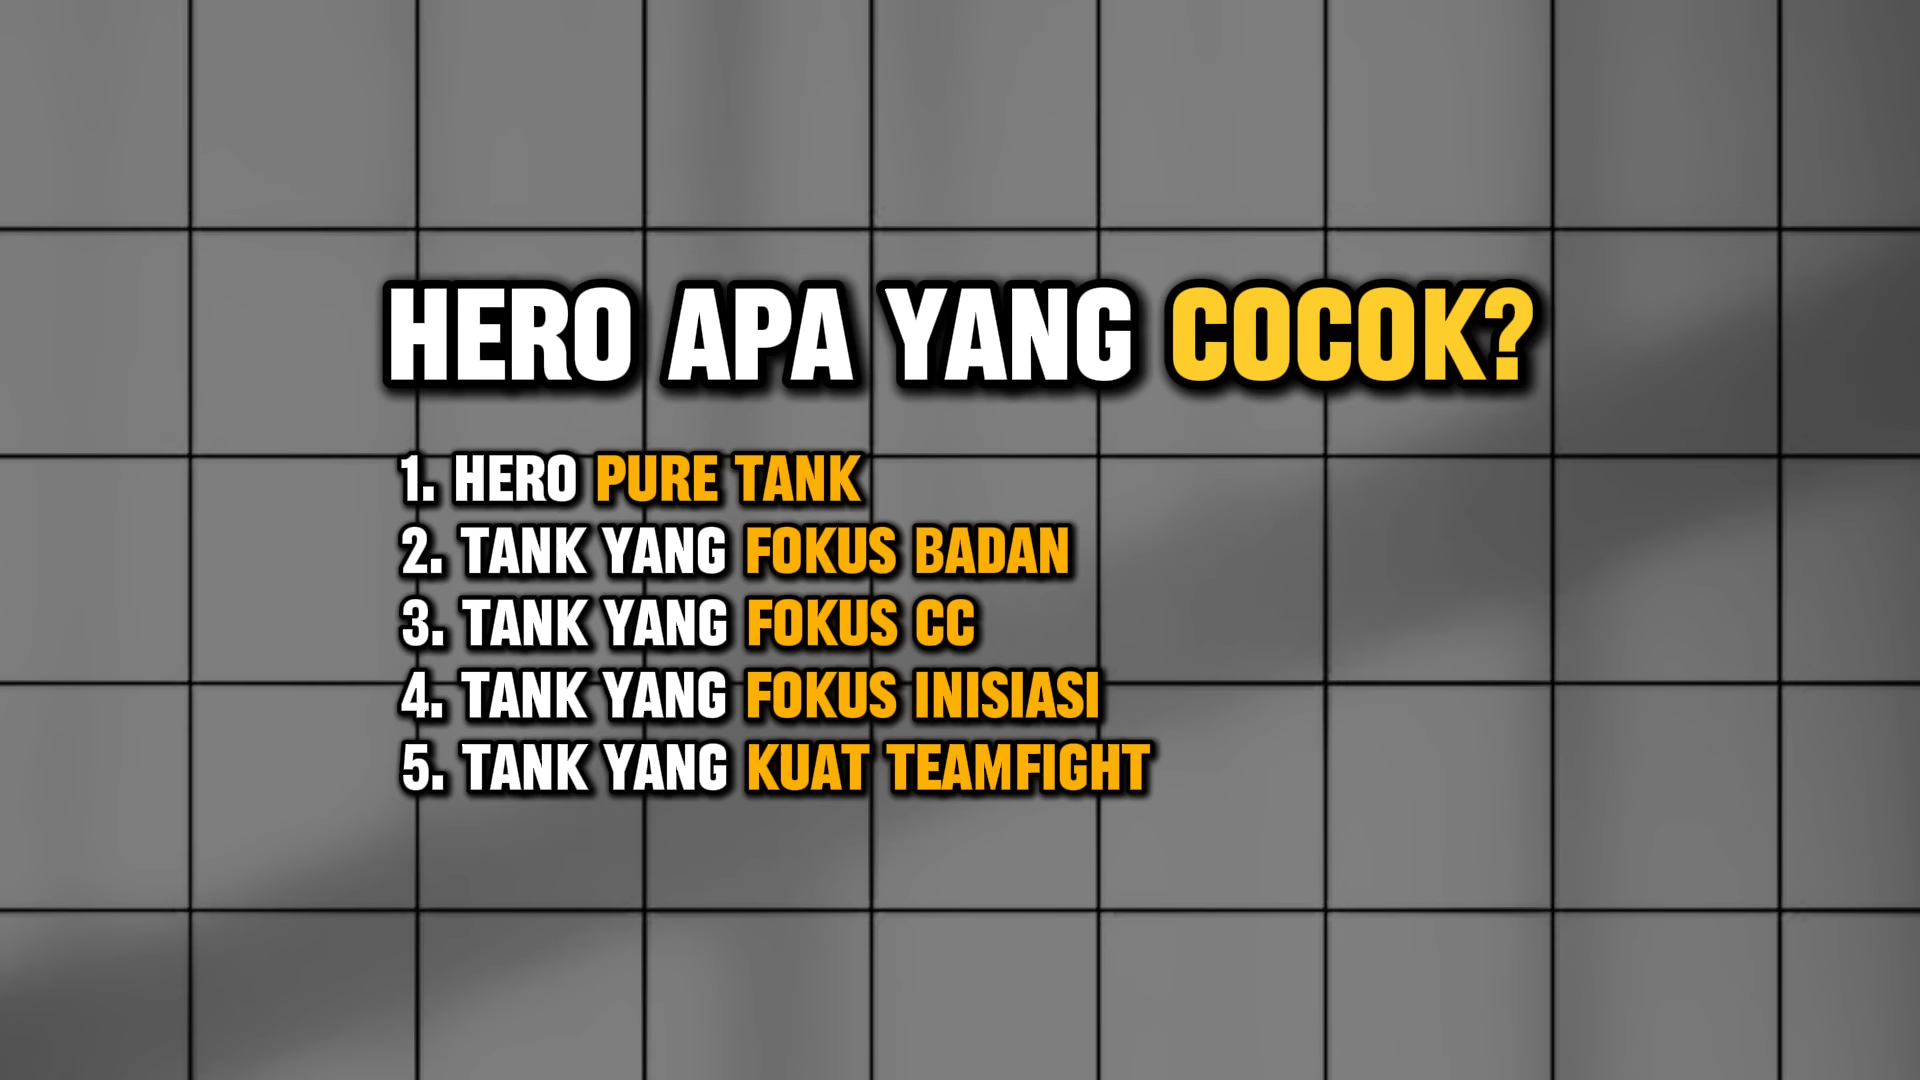 HERO APA YANG COCOK?
1. HERO PURE TANK
2. TANK YANG FOKUS BADAN
3. TANK YANG FOKUS CC
4. TANK YANG FOKUS INISIASI
5. TANK YANG KUAT TEAMFIGHT